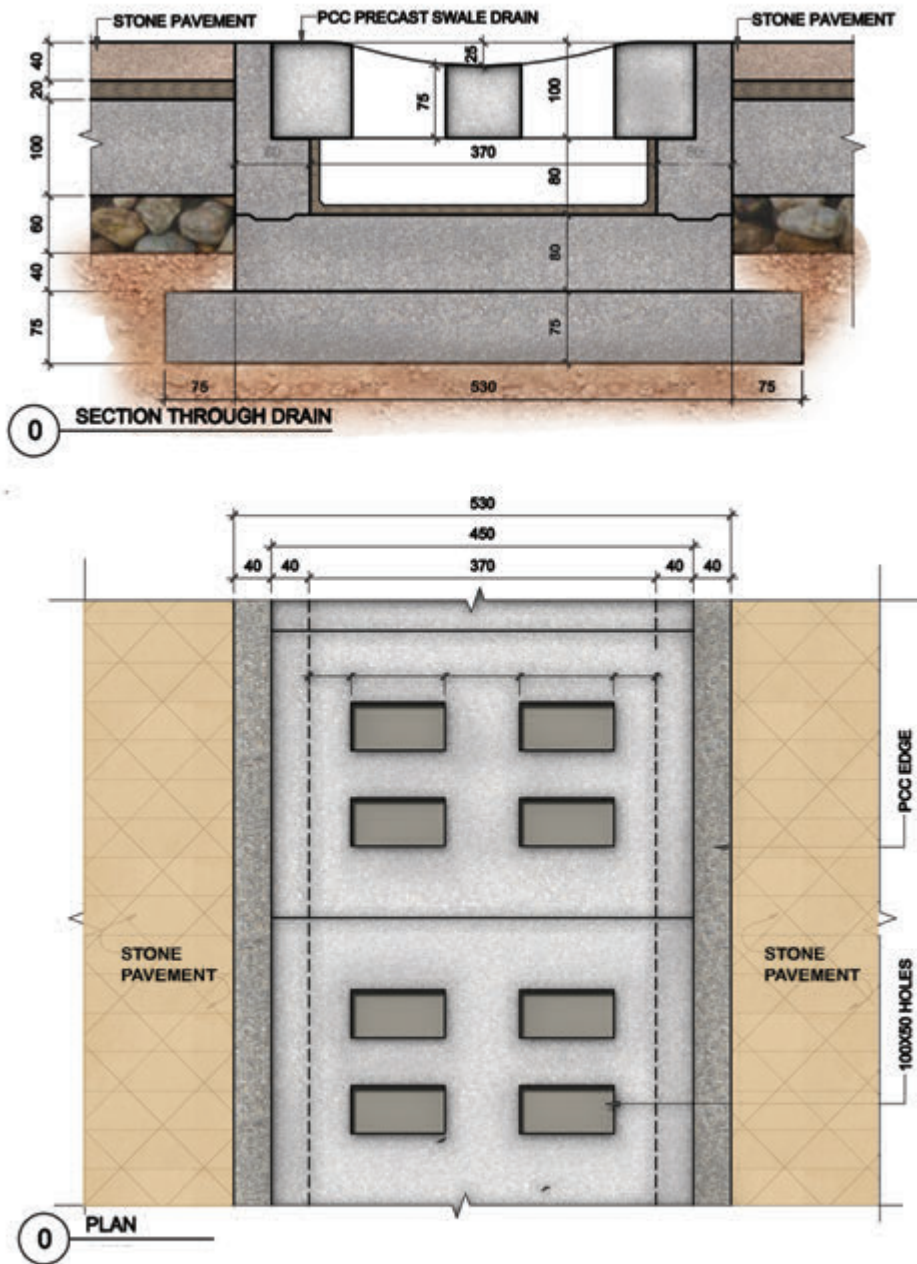 STONE PAVEMENT
PCC PRECAST SWALE DRAIN
STONE PAVEMENT
40
20
100
60
40
75
25
75
100
80
370
80
80
80
75
75
530
75
0
SECTION THROUGH DRAIN
530
450
40
40
370
40
40
PCC EDGE
STONE
PAVEMENT
STONE
PAVEMENT
100X50 HOLES
0
PLAN